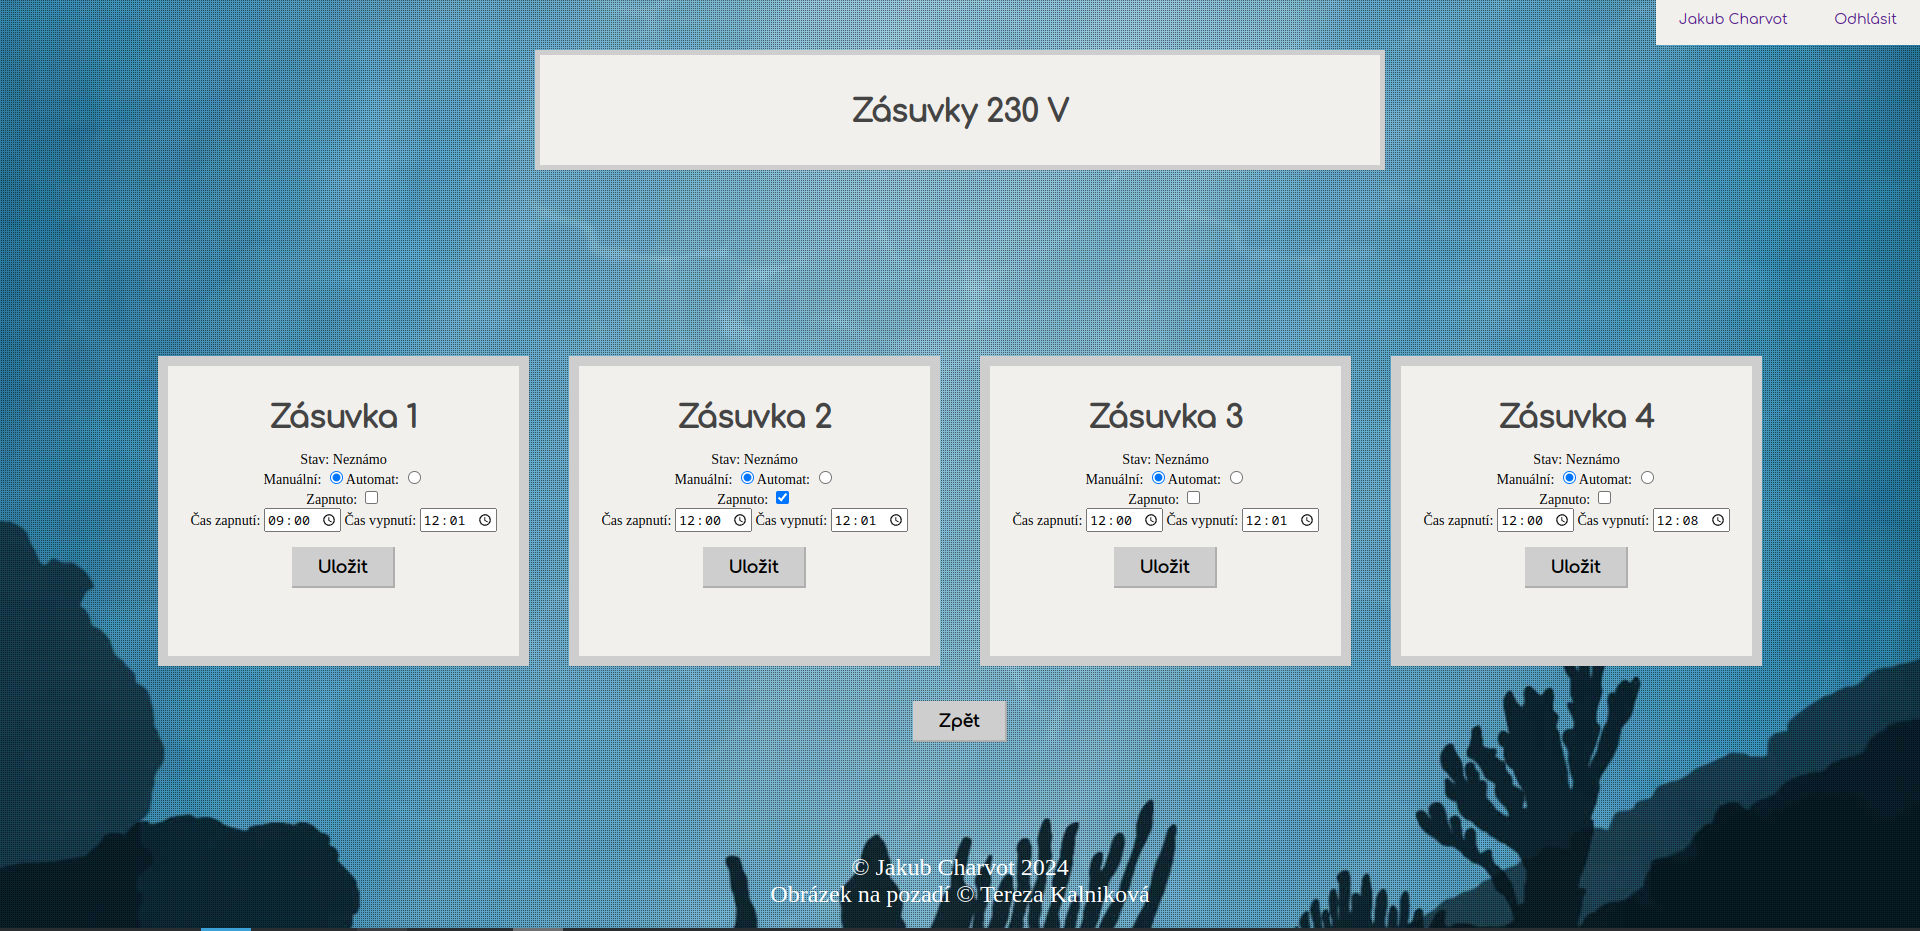 Jakub Charvot Odhlásit
Zásuvky 230 V
Zásuvka 1
Stav: Neznámo
Manuální: Automat:
Zapnuto:
Čas zapnutí: 09:00 Čas vypnutí: 12:01
Uložit
Zásuvka 2
Stav: Neznámo
Manuální: Automat:
Zapnuto:
Čas zapnutí: 12:00 Čas vypnutí: 12:01
Uložit
Zásuvka 3
Stav: Neznámo
Manuální: Automat:
Zapnuto:
Čas zapnutí: 12:00 Čas vypnutí: 12:01
Uložit
Zásuvka 4
Stav: Neznámo
Manuální: Automat:
Zapnuto:
Čas zapnutí: 12:00 Čas vypnutí: 12:08
Uložit
Zpět
© Jakub Charvot 2024
Obrázek na pozadí © Tereza Kalniková